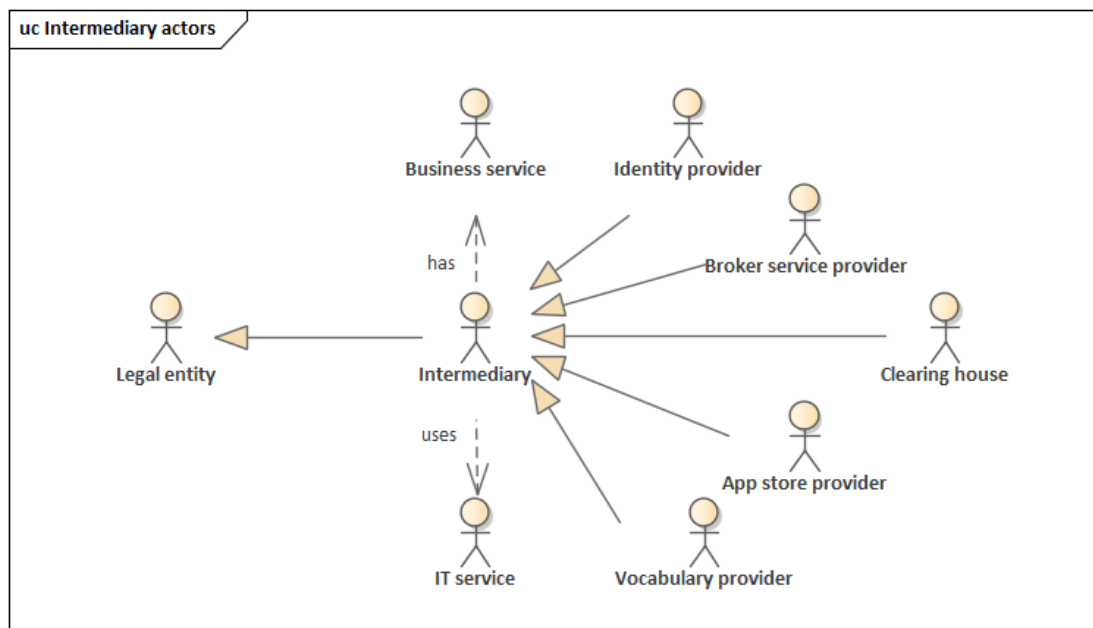 uc Intermediary actors
Business service
Identity provider
Broker service provider
has
Legal entity
Intermediary
Clearing house
uses
App store provider
IT service
Vocabulary provider